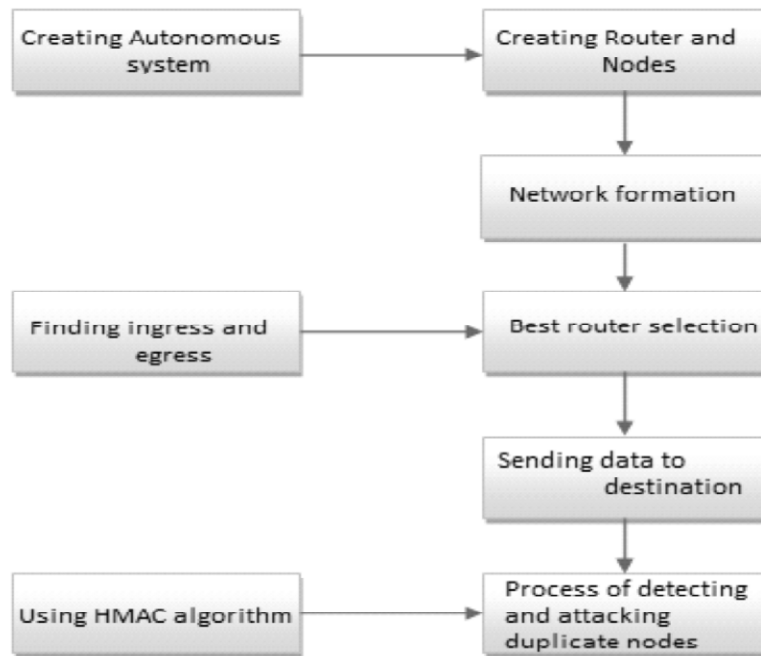 Creating Autonomous
system
Creating Router and
Nodes
Network formation
Finding ingress and
egress
Best router selection
Sending data to
destination
Using HMAC algorithm
Process of detecting
and attacking
duplicate nodes